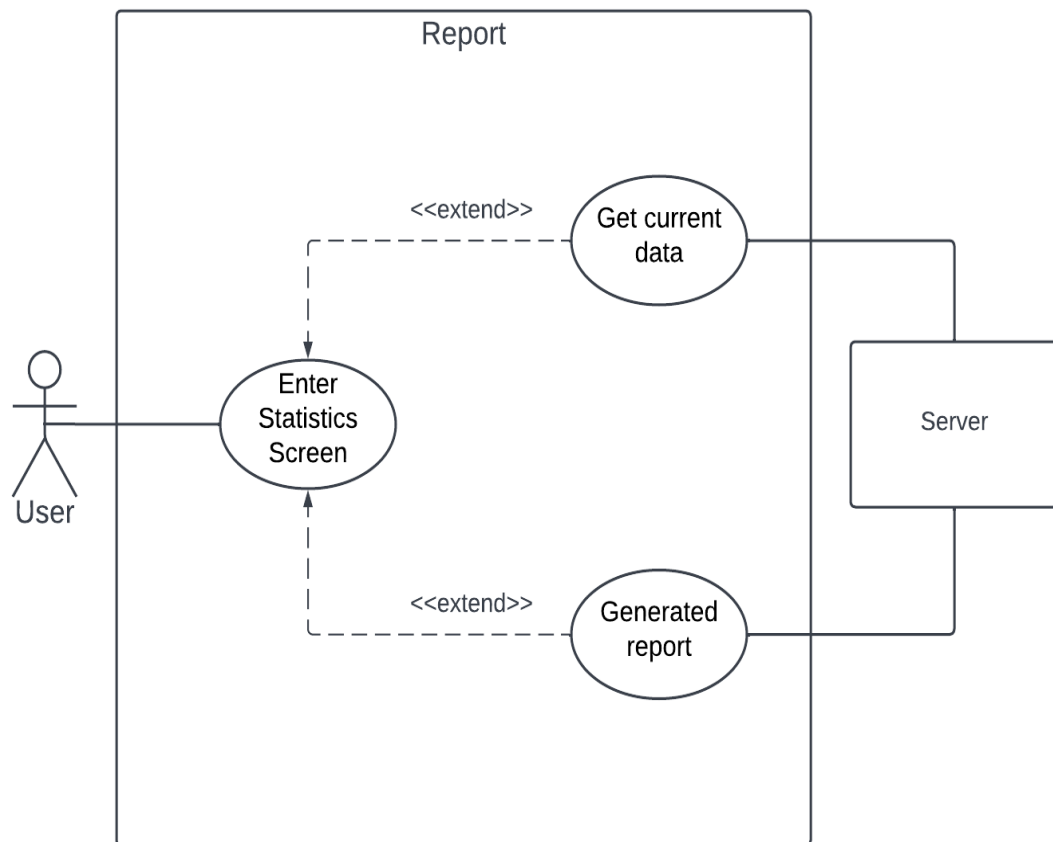 Report
<<extend>>
Get current
data
Enter
Statistics
Screen
Server
User
<<extend>>
Generated
report